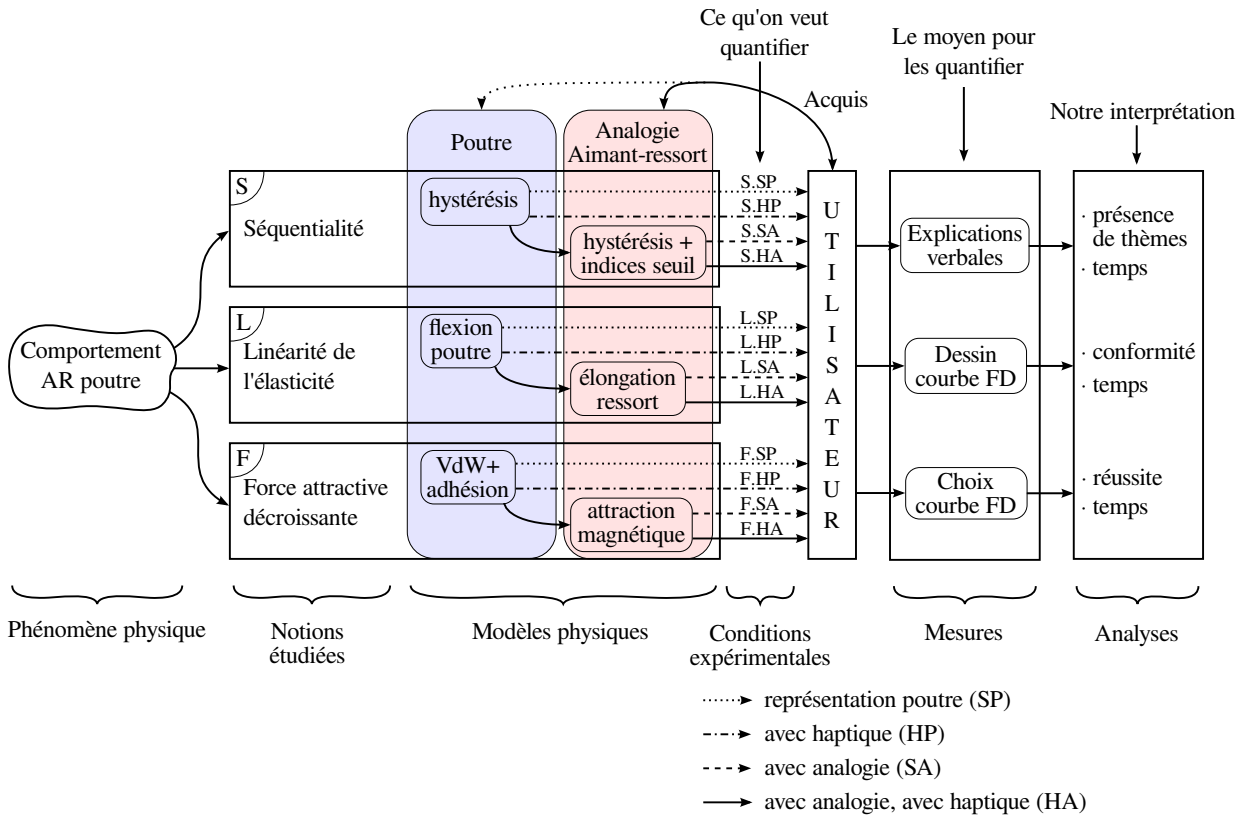 Ce qu'on veut
quantifier
Le moyen pour
les quantifier
Notre interprétation
Acquis
Poutre
Analogie
Aimant-ressort
S
Séquentialité
hystérésis
hystérésis +
indices seuil
S.SP
S.HP
S.SA
S.HA
L
Linéarité de
l'élasticité
flexion
poutre
élongation
ressort
L.SP
L.HP
L.SA
L.HA
F
Force attractive
décroissante
VdW+
adhésion
attraction
magnétique
F.SP
F.HP
F.SA
F.HA
Comportement
AR poutre
U
T
I
L
I
S
A
T
E
U
R
Explications
verbales
Dessin
courbe FD
Choix
courbe FD
· présence
de thèmes
· temps
· conformité
· temps
· réussite
· temps
Phénomène physique
Notions
étudiées
Modèles physiques
Conditions
expérimentales
Mesures
Analyses
représentation poutre (SP)
avec haptique (HP)
avec analogie (SA)
avec analogie, avec haptique (HA)